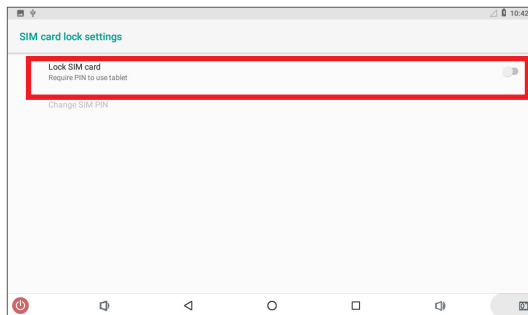 10:42
SIM card lock settings
Lock SIM card
Require PIN to use tablet
Change SIM PIN